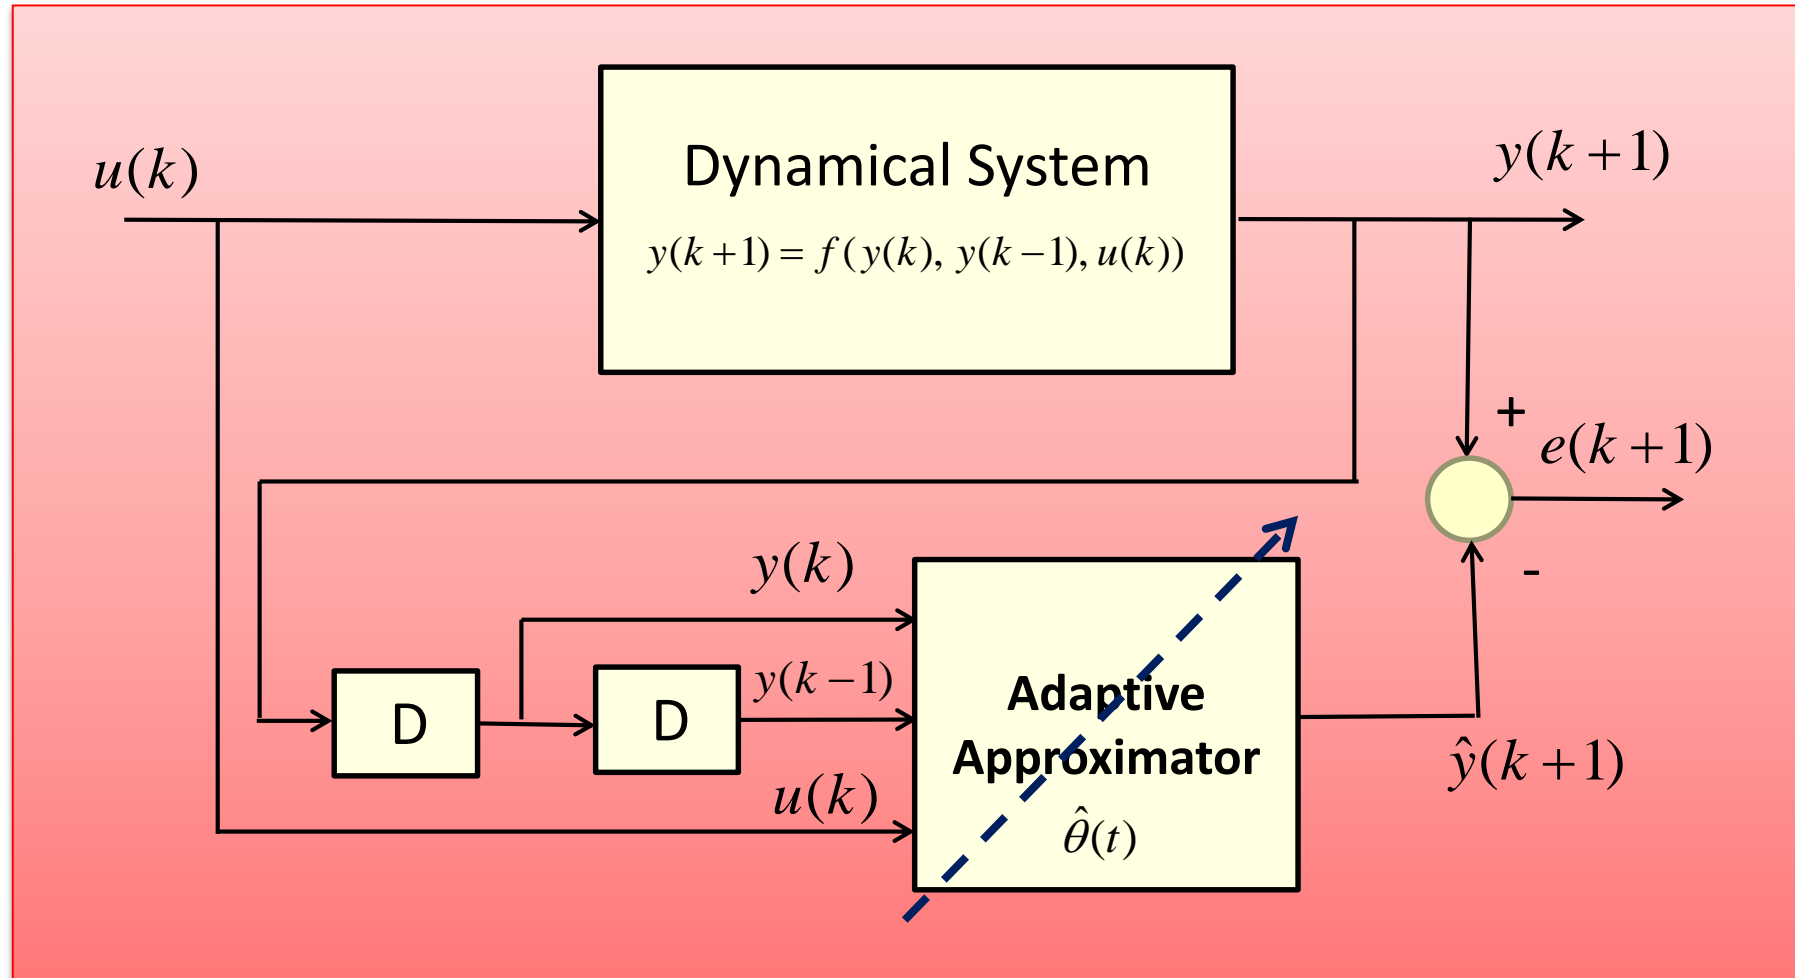 u(k)
Dynamical System
y(k+1) = f(y(k), y(k−1), u(k))
y(k+1)
+
e(k+1)
-
y(k)
y(k−1)
D
D
u(k)
Adaptive
Approximator
θ̂(t)
ŷ(k+1)